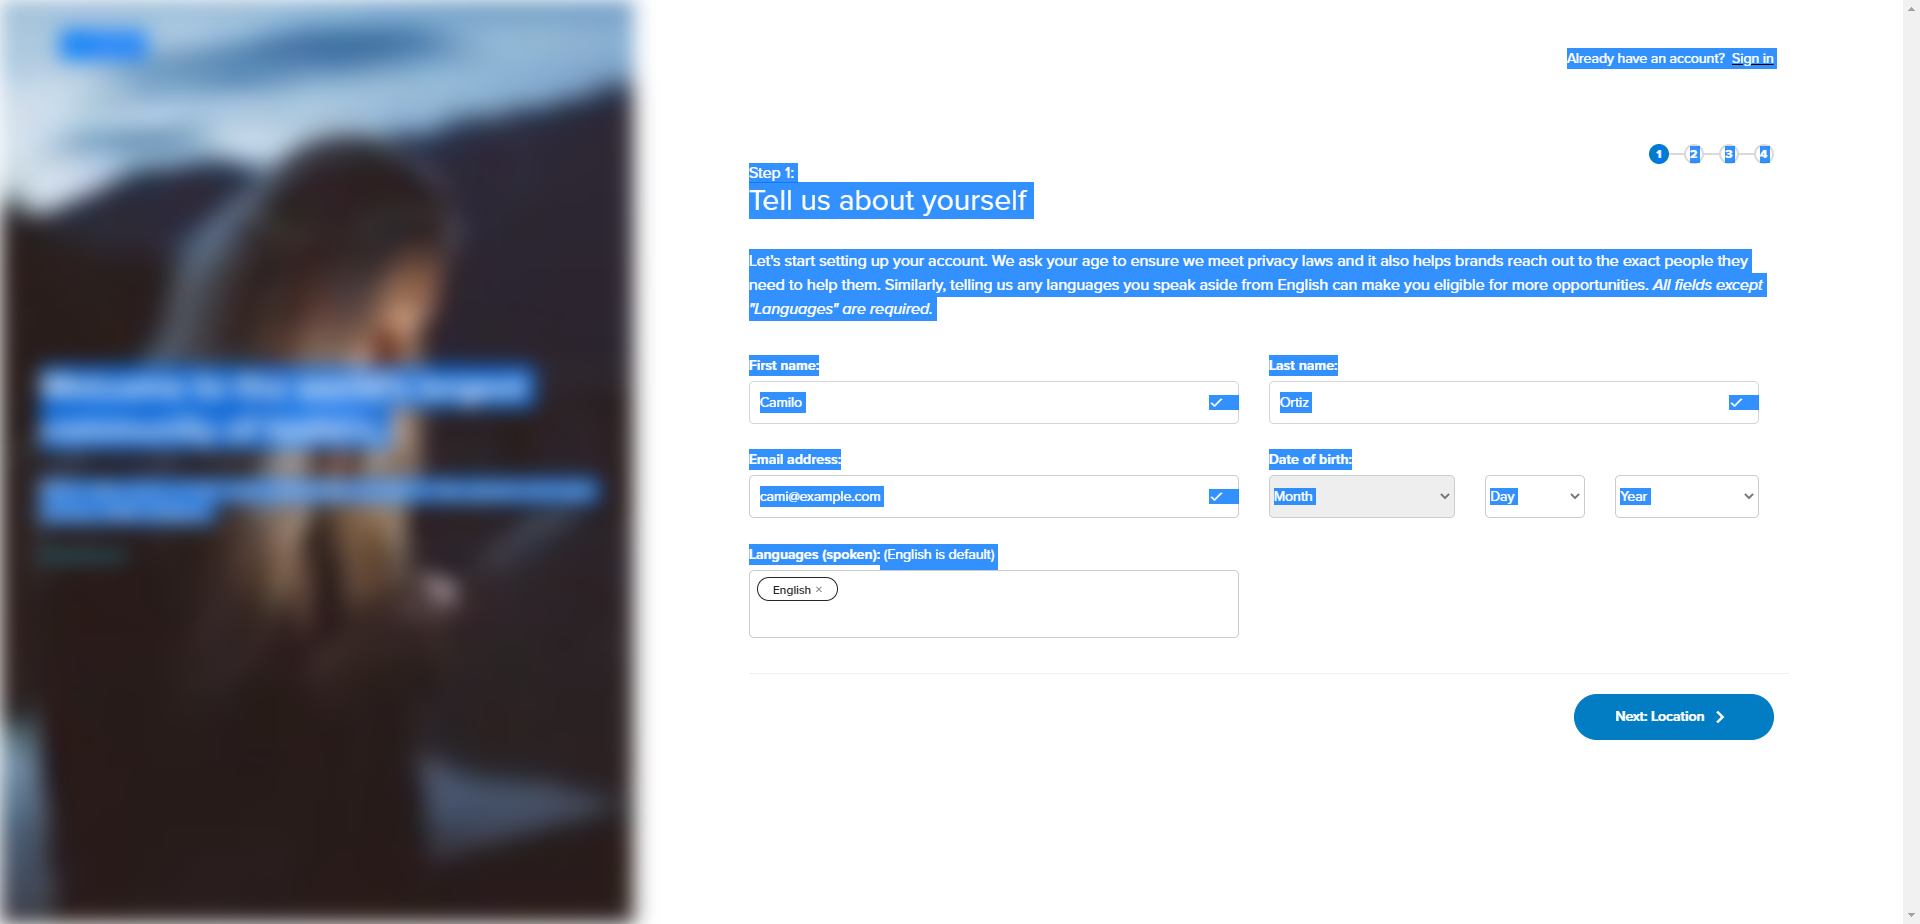 Already have an account? Sign in
1 2 3 4
Step 1:
Tell us about yourself
Let's start setting up your account. We ask your age to ensure we meet privacy laws and it also helps brands reach out to the exact people they
need to help them. Similarly, telling us any languages you speak aside from English can make you eligible for more opportunities. All fields except
"Languages" are required.
First name:
Last name:
Camilo
Ortiz
Email address:
Date of birth:
cami@example.com
Month
Day
Year
Languages (spoken): (English is default)
English ×
Next: Location